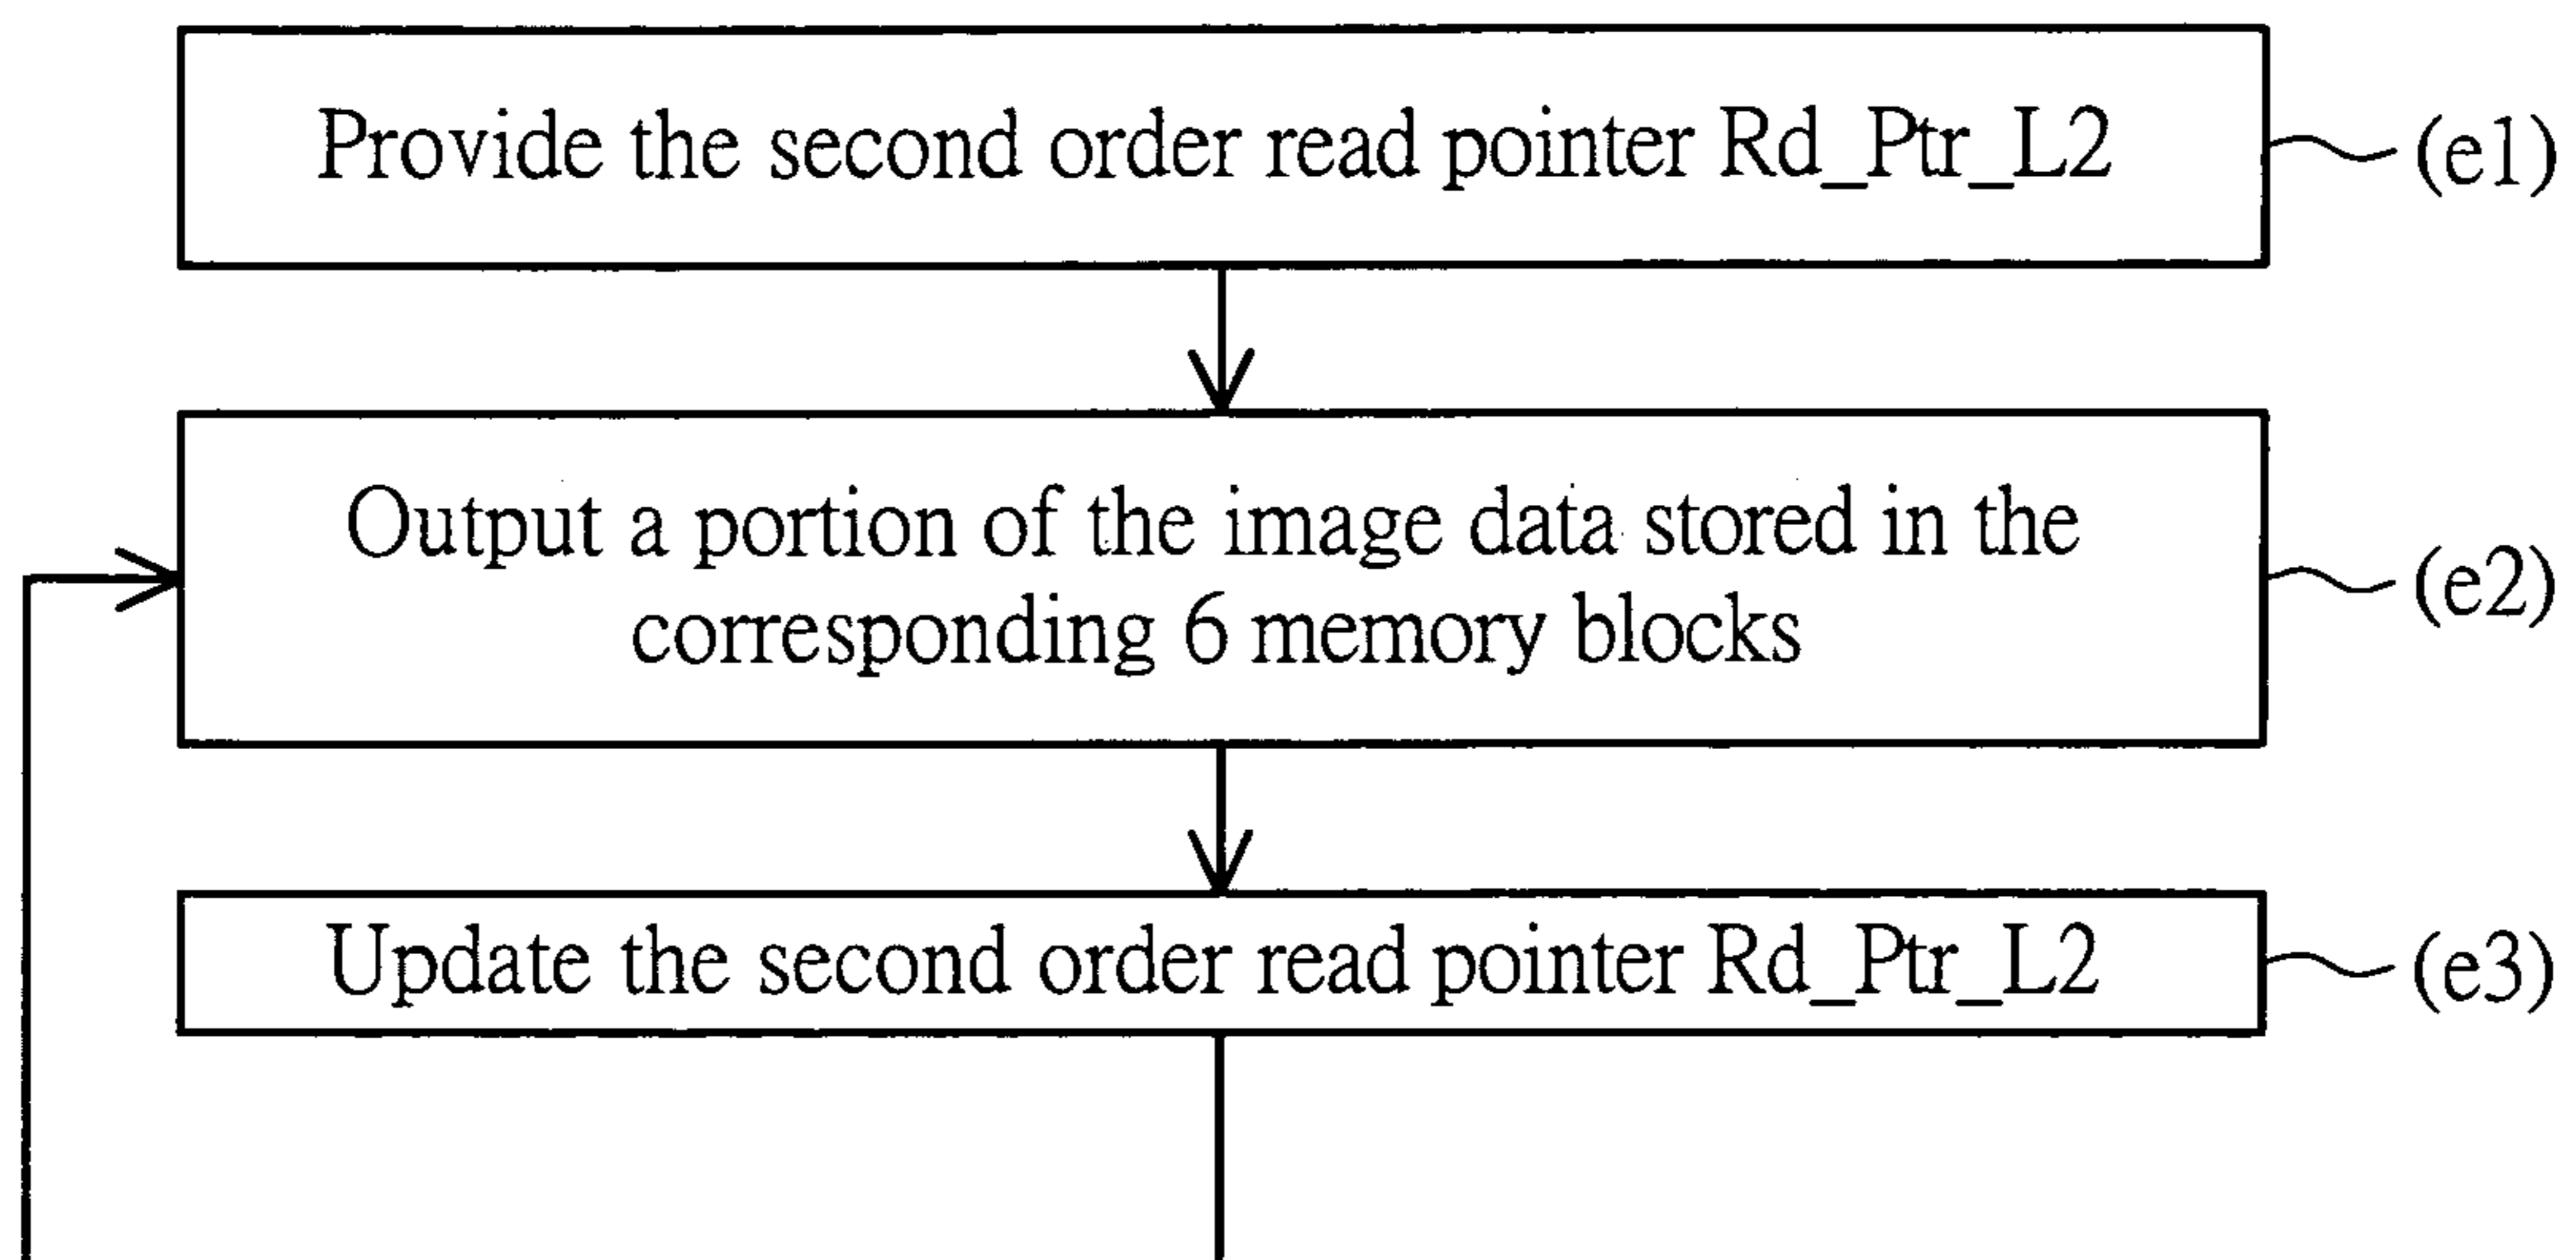 Provide the second order read pointer Rd_Ptr_L2
(e1)
Output a portion of the image data stored in the
corresponding 6 memory blocks
(e2)
Update the second order read pointer Rd_Ptr_L2
(e3)